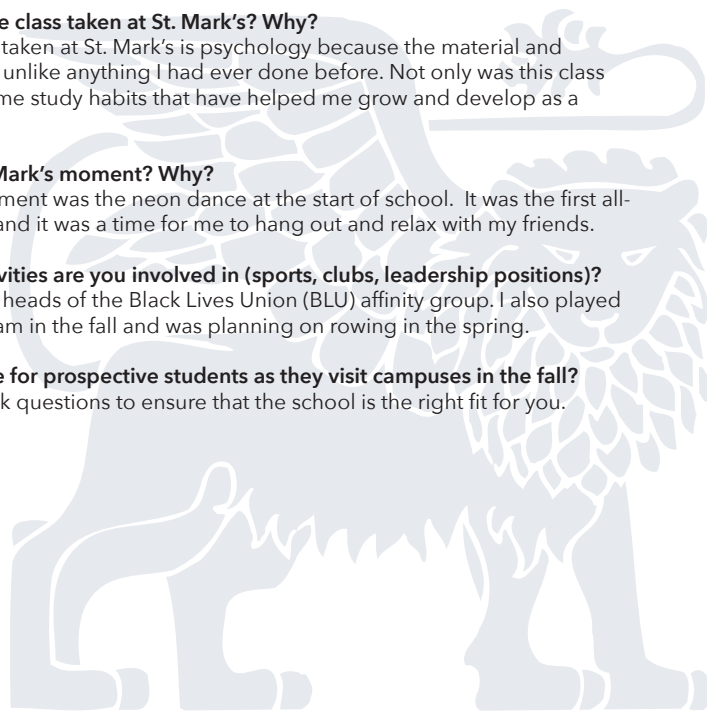 e class taken at St. Mark's? Why?
taken at St. Mark's is psychology because the material and
unlike anything I had ever done before. Not only was this class
me study habits that have helped me grow and develop as a
Mark's moment? Why?
ment was the neon dance at the start of school. It was the first all-
and it was a time for me to hang out and relax with my friends.
vities are you involved in (sports, clubs, leadership positions)?
heads of the Black Lives Union (BLU) affinity group. I also played
am in the fall and was planning on rowing in the spring.
e for prospective students as they visit campuses in the fall?
k questions to ensure that the school is the right fit for you.